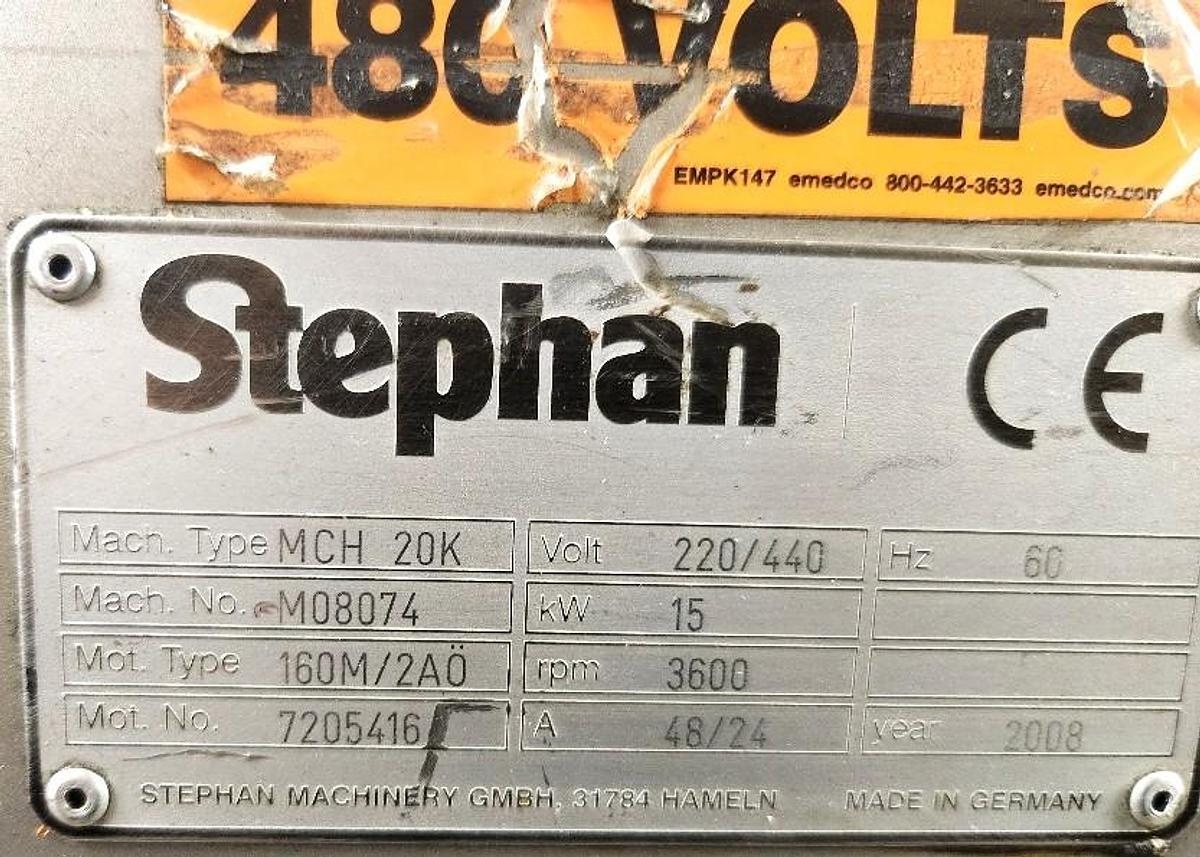 480 VOLTS
EMPK147 emedco 800-442-3633 emedco.com
Stephan CE
Mach. Type MCH 20K Volt 220/440 Hz 60
Mach. No. M08074 kW 15
Mot. Type 160M/2AÖ rpm 3600
Mot. No. 7205416 A 48/24 year 2008
STEPHAN MACHINERY GMBH, 31784 HAMELN MADE IN GERMANY